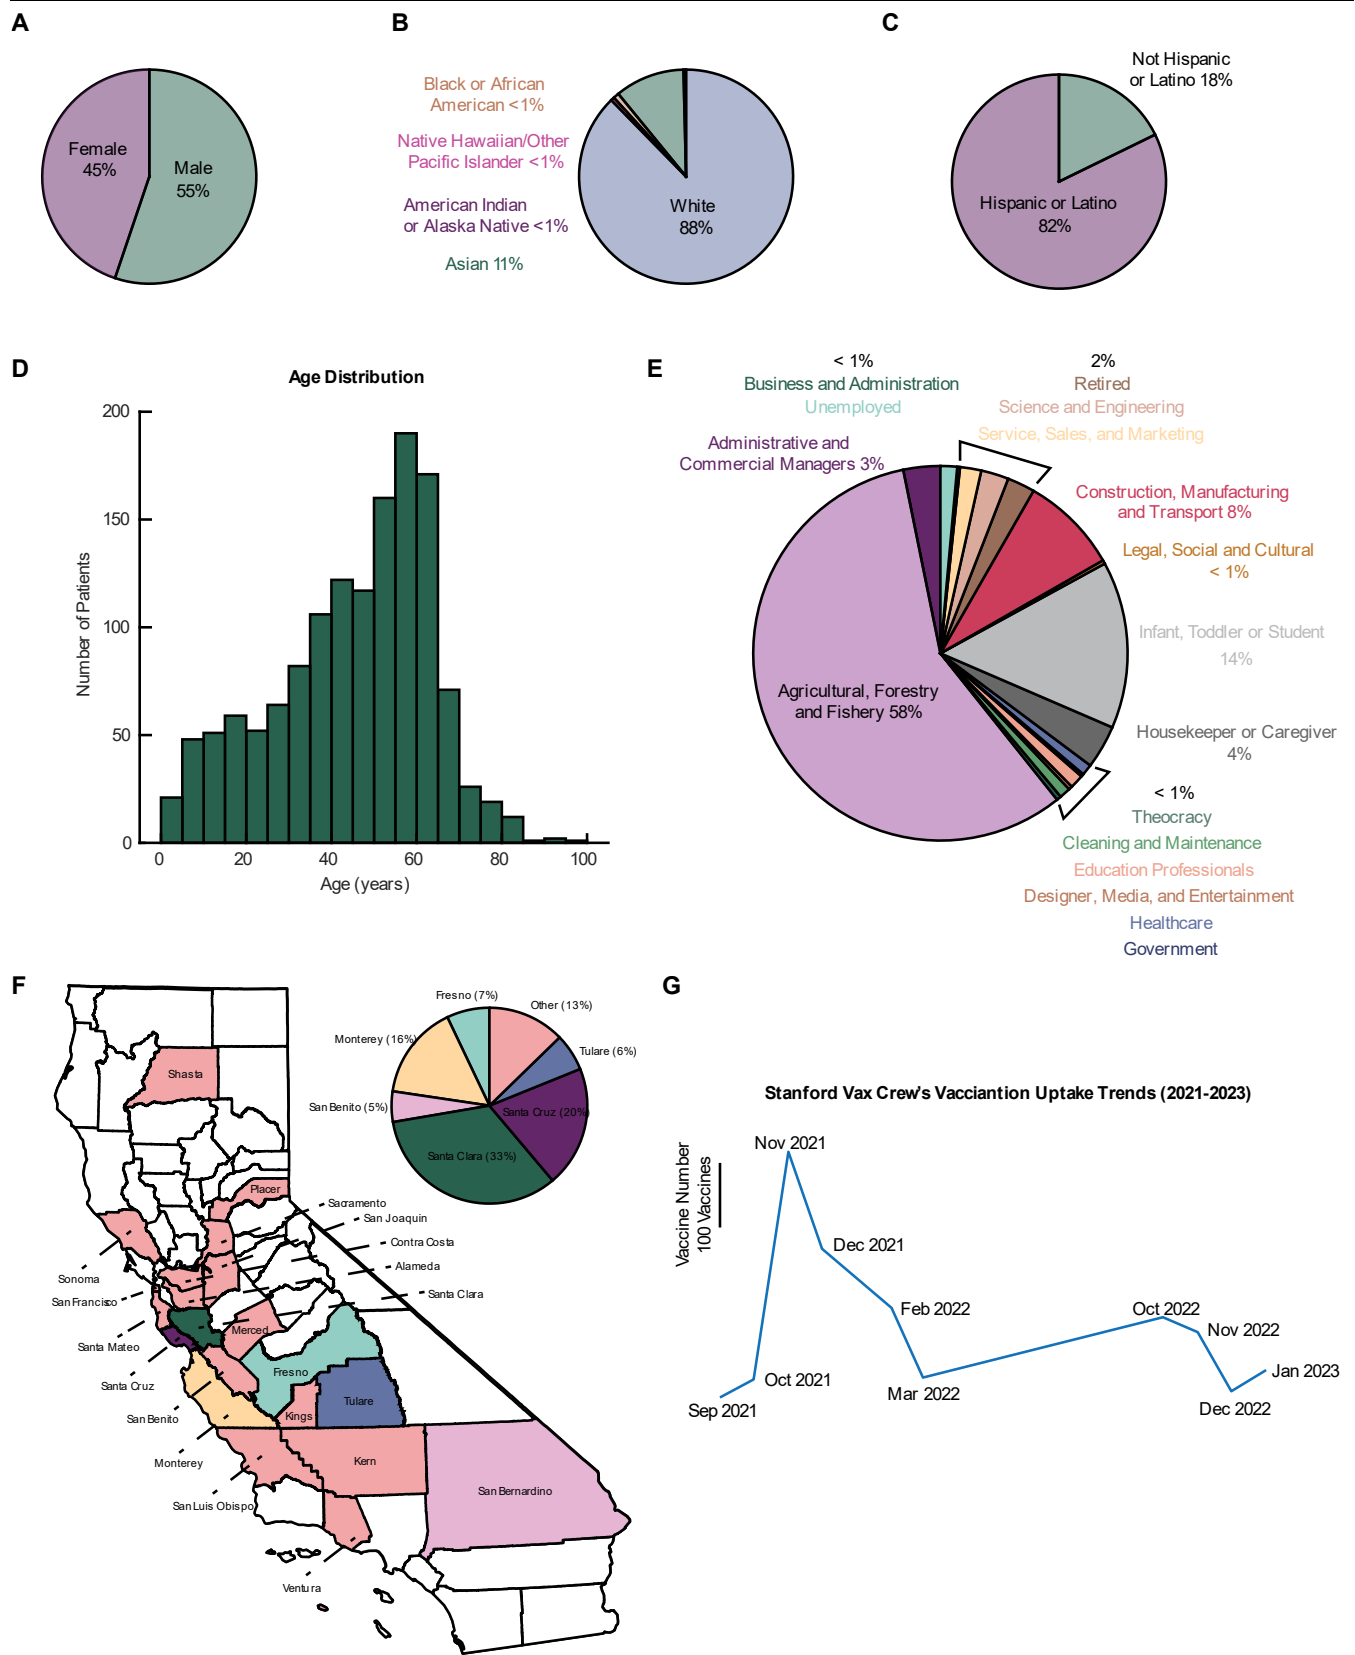 A
Female
45%
Male
55%
B
Black or African
American <1%
Native Hawaiian/Other
Pacific Islander <1%
American Indian
or Alaska Native <1%
Asian 11%
White
88%
C
Not Hispanic
or Latino 18%
Hispanic or Latino
82%
D
Age Distribution
Number of Patients
200
150
100
50
0
0 20 40 60 80 100
Age (years)
E
< 1%
Business and Administration
Unemployed
2%
Retired
Science and Engineering
Service, Sales, and Marketing
Administrative and
Commercial Managers 3%
Construction, Manufacturing
and Transport 8%
Legal, Social and Cultural
< 1%
Infant, Toddler or Student
14%
Agricultural, Forestry
and Fishery 58%
Housekeeper or Caregiver
4%
< 1%
Theocracy
Cleaning and Maintenance
Education Professionals
Designer, Media, and Entertainment
Healthcare
Government
F
Fresno (7%)
Other (13%)
Monterey (16%)
Tulare (6%)
San Benito (5%)
Santa Cruz (20%)
Santa Clara (33%)
Shasta
Placer
Sacramento
San Joaquin
Contra Costa
Alameda
Santa Clara
Sonoma
San Francisco
Santa Mateo
Santa Cruz
San Benito
Monterey
San Luis Obispo
Ventura
Merced
Fresno
Kings
Tulare
Kern
San Bernardino
G
Stanford Vax Crew's Vacciantion Uptake Trends (2021-2023)
Vaccine Number
100 Vaccines
Sep 2021
Oct 2021
Nov 2021
Dec 2021
Feb 2022
Mar 2022
Oct 2022
Nov 2022
Dec 2022
Jan 2023